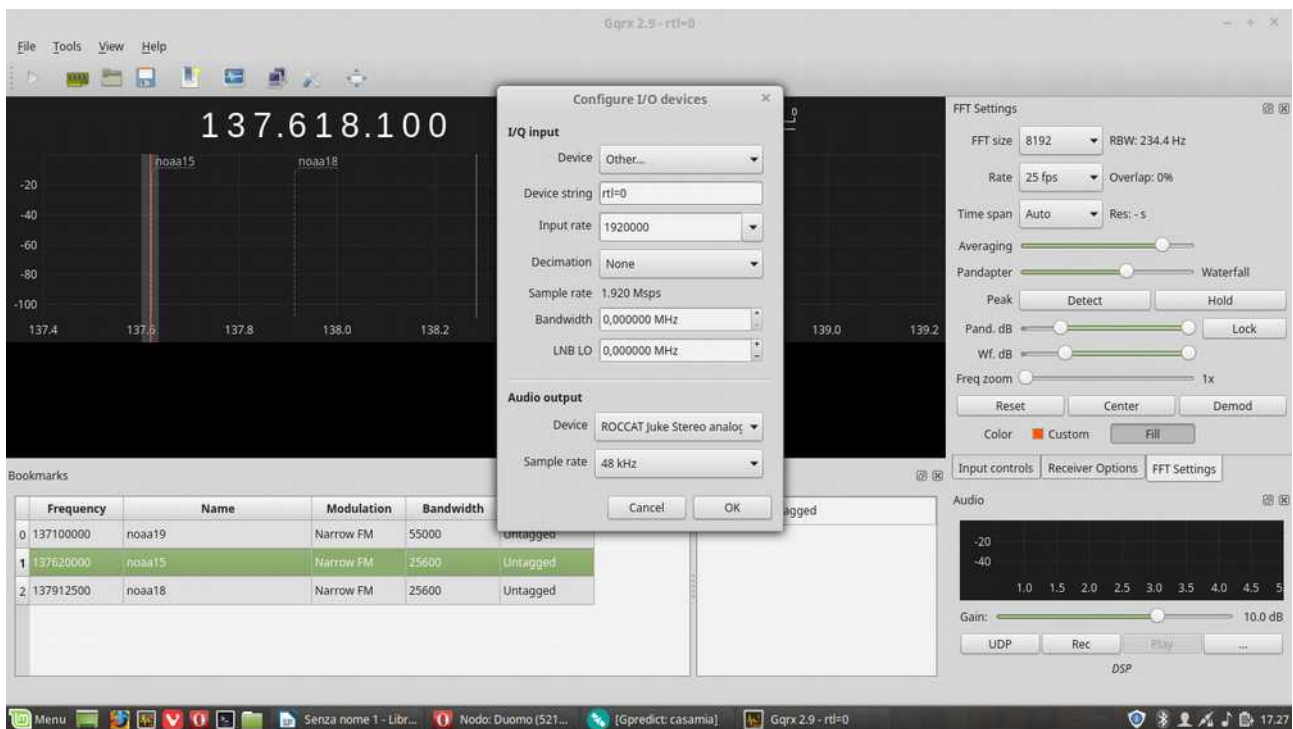 Gqrx 2.9 - rtl=0
File Tools View Help
137.618.100
0
noaa15 noaa18
-20
-40
-60
-80
-100
137.4 137.6 137.8 138.0 138.2 139.0 139.2
Configure I/O devices
I/Q input
Device Other...
Device string rtl=0
Input rate 1920000
Decimation None
Sample rate 1.920 Msps
Bandwidth 0,000000 MHz
LNB LO 0,000000 MHz
Audio output
Device ROCCAT Juke Stereo analog
Sample rate 48 kHz
Cancel OK
FFT Settings
FFT size 8192 RBW: 234.4 Hz
Rate 25 fps Overlap: 0%
Time span Auto Res: - s
Averaging
Pandapter Waterfall
Peak Detect Hold
Pand. dB Lock
Wf. dB
Freq zoom 1x
Reset Center Demod
Color Custom Fill
Input controls Receiver Options FFT Settings
Bookmarks
Frequency Name Modulation Bandwidth
0 137100000 noaa19 Narrow FM 55000 Untagged
1 137620000 noaa15 Narrow FM 25600 Untagged
2 137912500 noaa18 Narrow FM 25600 Untagged
agged
Audio
-20
-40
1.0 1.5 2.0 2.5 3.0 3.5 4.0 4.5 5
Gain: 10.0 dB
UDP Rec Play ...
DSP
Menu Senza nome 1 - Libr... Nodo: Duomo (521... [Gpredict: casamia] Gqrx 2.9 - rtl=0 17.27